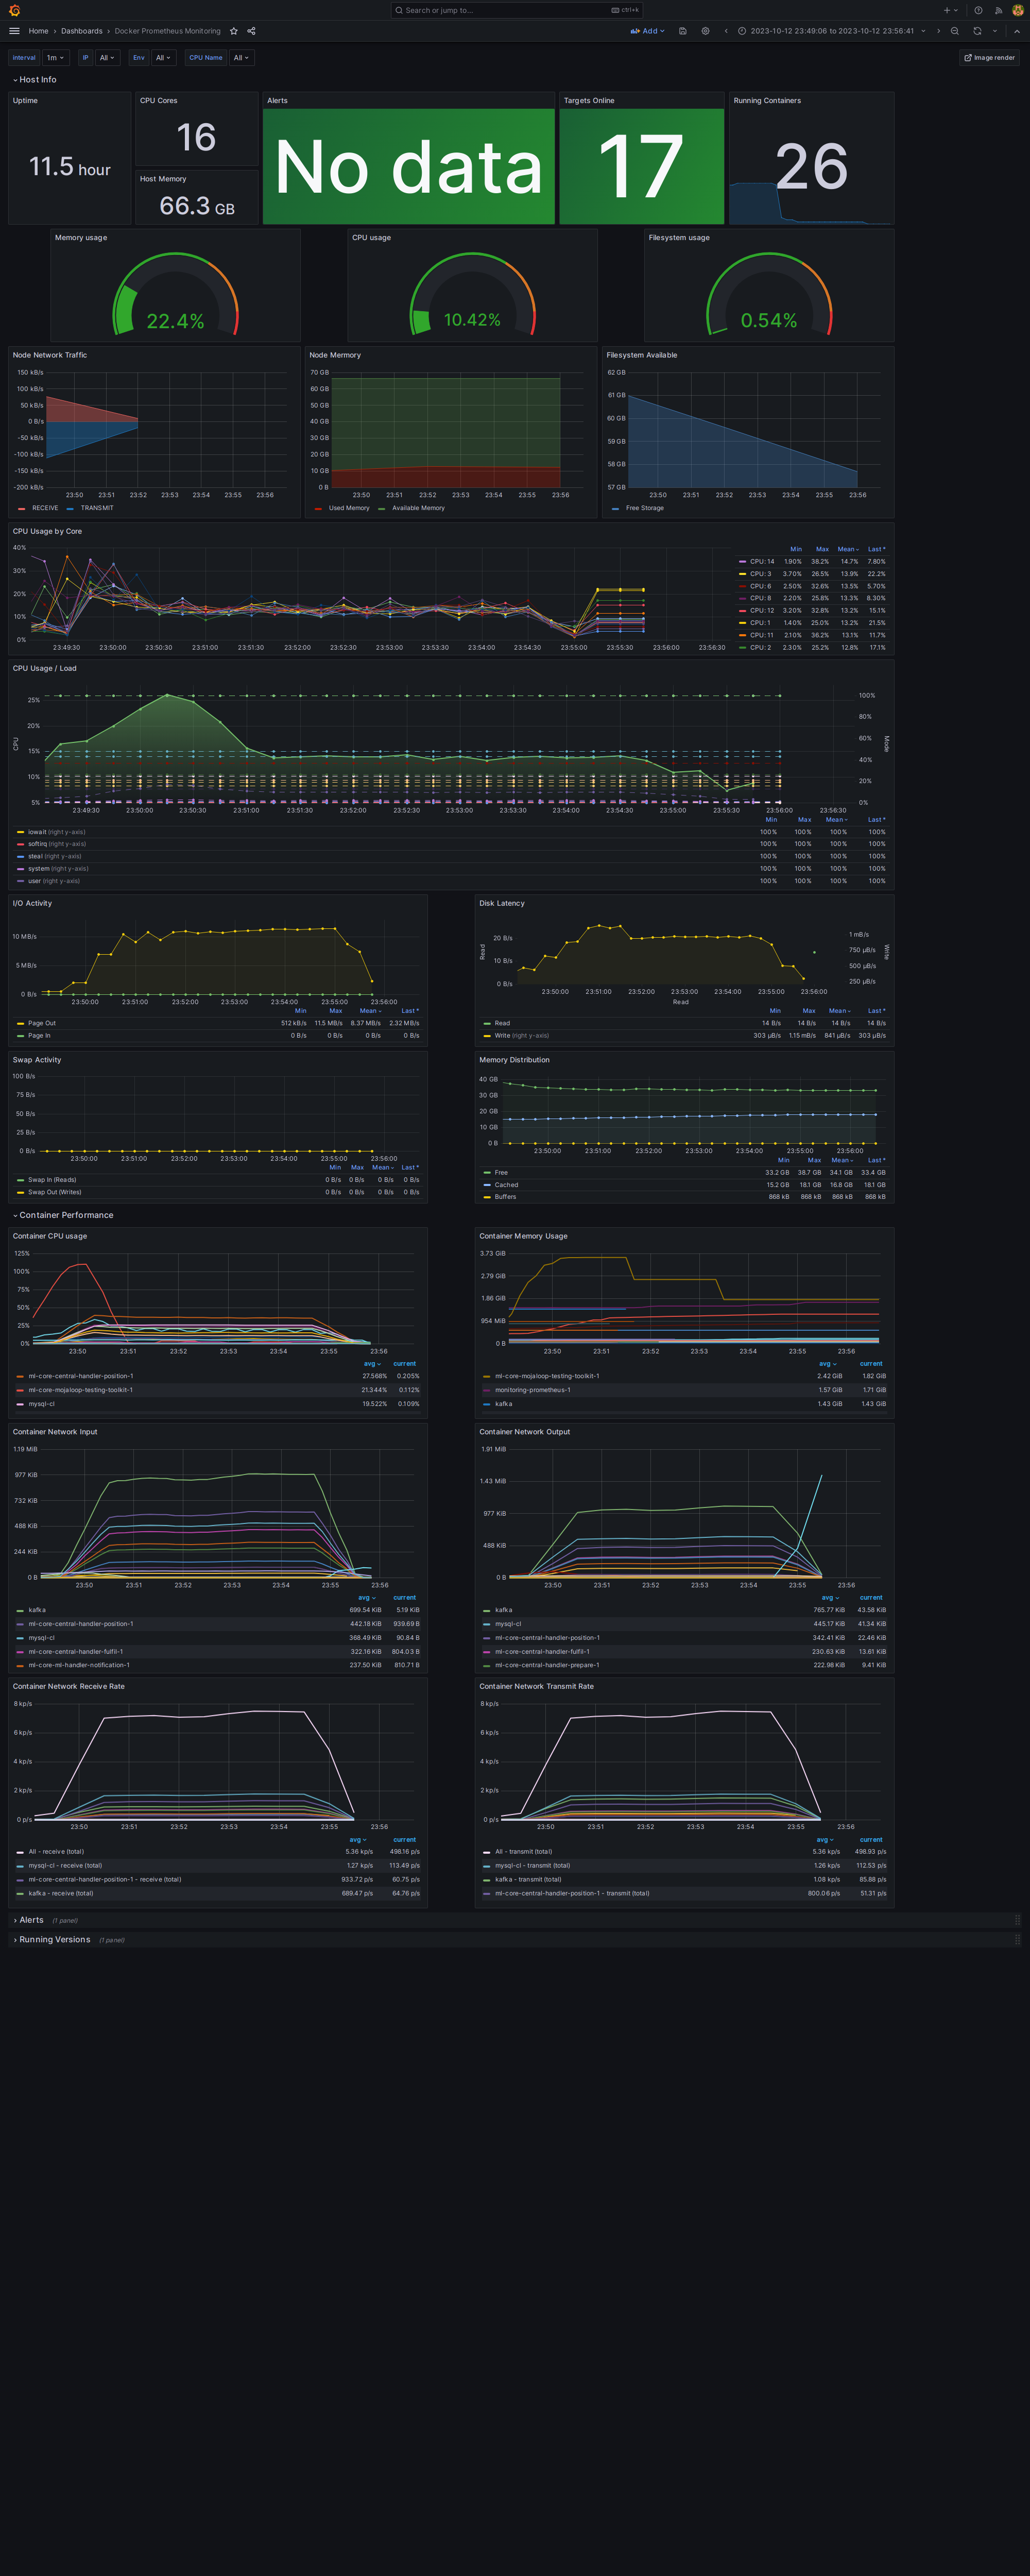 Search or jump to... ctrl+k
Home › Dashboards › Docker Prometheus Monitoring Add 2023-10-12 23:49:06 to 2023-10-12 23:56:41
Interval 1m IP All Env All CPU Name All Image render
Host Info
Uptime CPU Cores Alerts Targets Online Running Containers
11.5 hour 16 No data 17 26
Host Memory
66.3 GB
Memory usage CPU usage Filesystem usage
22.4% 10.42% 0.54%
Node Network Traffic
150 kB/s
100 kB/s
50 kB/s
0 B/s
-50 kB/s
-100 kB/s
-150 kB/s
-200 kB/s
23:50 23:51 23:52 23:53 23:54 23:55 23:56
RECEIVE TRANSMIT
Node Mermory
70 GB
60 GB
50 GB
40 GB
30 GB
20 GB
10 GB
0 B
23:50 23:51 23:52 23:53 23:54 23:55 23:56
Used Memory Available Memory
Filesystem Available
62 GB
61 GB
60 GB
59 GB
58 GB
57 GB
23:50 23:51 23:52 23:53 23:54 23:55 23:56
Free Storage
CPU Usage by Core
40%
30%
20%
10%
0%
23:49:30 23:50:00 23:50:30 23:51:00 23:51:30 23:52:00 23:52:30 23:53:00 23:53:30 23:54:00 23:54:30 23:55:00 23:55:30 23:56:00 23:56:30
Min Max Mean Last *
CPU: 14 1.90% 38.2% 14.7% 7.80%
CPU: 3 3.70% 26.5% 13.9% 22.2%
CPU: 6 2.50% 32.6% 13.5% 5.70%
CPU: 8 2.20% 25.8% 13.3% 8.30%
CPU: 12 3.20% 32.8% 13.2% 15.1%
CPU: 1 1.40% 25.0% 13.2% 21.5%
CPU: 11 2.10% 36.2% 13.1% 11.7%
CPU: 2 2.30% 25.2% 12.8% 17.1%
CPU Usage / Load
25%
20%
15%
10%
5%
CPU
100%
80%
60%
40%
20%
0%
Mode
23:49:30 23:50:00 23:50:30 23:51:00 23:51:30 23:52:00 23:52:30 23:53:00 23:53:30 23:54:00 23:54:30 23:55:00 23:55:30 23:56:00 23:56:30
Min Max Mean Last *
iowait (right y-axis) 100% 100% 100% 100%
softirq (right y-axis) 100% 100% 100% 100%
steal (right y-axis) 100% 100% 100% 100%
system (right y-axis) 100% 100% 100% 100%
user (right y-axis) 100% 100% 100% 100%
I/O Activity
10 MB/s
5 MB/s
0 B/s
23:50:00 23:51:00 23:52:00 23:53:00 23:54:00 23:55:00 23:56:00
Min Max Mean Last *
Page Out 512 kB/s 11.5 MB/s 8.37 MB/s 2.32 MB/s
Page In 0 B/s 0 B/s 0 B/s 0 B/s
Disk Latency
20 B/s
10 B/s
0 B/s
Read
1 mB/s
750 µB/s
500 µB/s
250 µB/s
Write
23:50:00 23:51:00 23:52:00 23:53:00 23:54:00 23:55:00 23:56:00
Read
Min Max Mean Last *
Read 14 B/s 14 B/s 14 B/s 14 B/s
Write (right y-axis) 303 µB/s 1.15 mB/s 841 µB/s 303 µB/s
Swap Activity
100 B/s
75 B/s
50 B/s
25 B/s
0 B/s
23:50:00 23:51:00 23:52:00 23:53:00 23:54:00 23:55:00 23:56:00
Min Max Mean Last *
Swap In (Reads) 0 B/s 0 B/s 0 B/s 0 B/s
Swap Out (Writes) 0 B/s 0 B/s 0 B/s 0 B/s
Memory Distribution
40 GB
30 GB
20 GB
10 GB
0 B
23:50:00 23:51:00 23:52:00 23:53:00 23:54:00 23:55:00 23:56:00
Min Max Mean Last *
Free 33.2 GB 38.7 GB 34.1 GB 33.4 GB
Cached 15.2 GB 18.1 GB 16.8 GB 18.1 GB
Buffers 868 kB 868 kB 868 kB 868 kB
Container Performance
Container CPU usage
125%
100%
75%
50%
25%
0%
23:50 23:51 23:52 23:53 23:54 23:55 23:56
avg current
ml-core-central-handler-position-1 27.568% 0.205%
ml-core-mojaloop-testing-toolkit-1 21.344% 0.112%
mysql-cl 19.522% 0.109%
Container Memory Usage
3.73 GiB
2.79 GiB
1.86 GiB
954 MiB
0 B
23:50 23:51 23:52 23:53 23:54 23:55 23:56
avg current
ml-core-mojaloop-testing-toolkit-1 2.42 GiB 1.82 GiB
monitoring-prometheus-1 1.57 GiB 1.71 GiB
kafka 1.43 GiB 1.43 GiB
Container Network Input
1.19 MiB
977 KiB
732 KiB
488 KiB
244 KiB
0 B
23:50 23:51 23:52 23:53 23:54 23:55 23:56
avg current
kafka 699.54 KiB 5.19 KiB
ml-core-central-handler-position-1 442.18 KiB 939.69 B
mysql-cl 368.49 KiB 90.84 B
ml-core-central-handler-fulfil-1 322.16 KiB 804.03 B
ml-core-ml-handler-notification-1 237.50 KiB 810.71 B
Container Network Output
1.91 MiB
1.43 MiB
977 KiB
488 KiB
0 B
23:50 23:51 23:52 23:53 23:54 23:55 23:56
avg current
kafka 765.77 KiB 43.58 KiB
mysql-cl 445.17 KiB 41.34 KiB
ml-core-central-handler-position-1 342.41 KiB 22.46 KiB
ml-core-central-handler-fulfil-1 230.63 KiB 13.61 KiB
ml-core-central-handler-prepare-1 222.98 KiB 9.41 KiB
Container Network Receive Rate
8 kp/s
6 kp/s
4 kp/s
2 kp/s
0 p/s
23:50 23:51 23:52 23:53 23:54 23:55 23:56
avg current
All - receive (total) 5.36 kp/s 498.16 p/s
mysql-cl - receive (total) 1.27 kp/s 113.49 p/s
ml-core-central-handler-position-1 - receive (total) 933.72 p/s 60.75 p/s
kafka - receive (total) 689.47 p/s 64.76 p/s
Container Network Transmit Rate
8 kp/s
6 kp/s
4 kp/s
2 kp/s
0 p/s
23:50 23:51 23:52 23:53 23:54 23:55 23:56
avg current
All - transmit (total) 5.36 kp/s 498.93 p/s
mysql-cl - transmit (total) 1.26 kp/s 112.53 p/s
kafka - transmit (total) 1.08 kp/s 85.88 p/s
ml-core-central-handler-position-1 - transmit (total) 800.06 p/s 51.31 p/s
Alerts (1 panel)
Running Versions (1 panel)